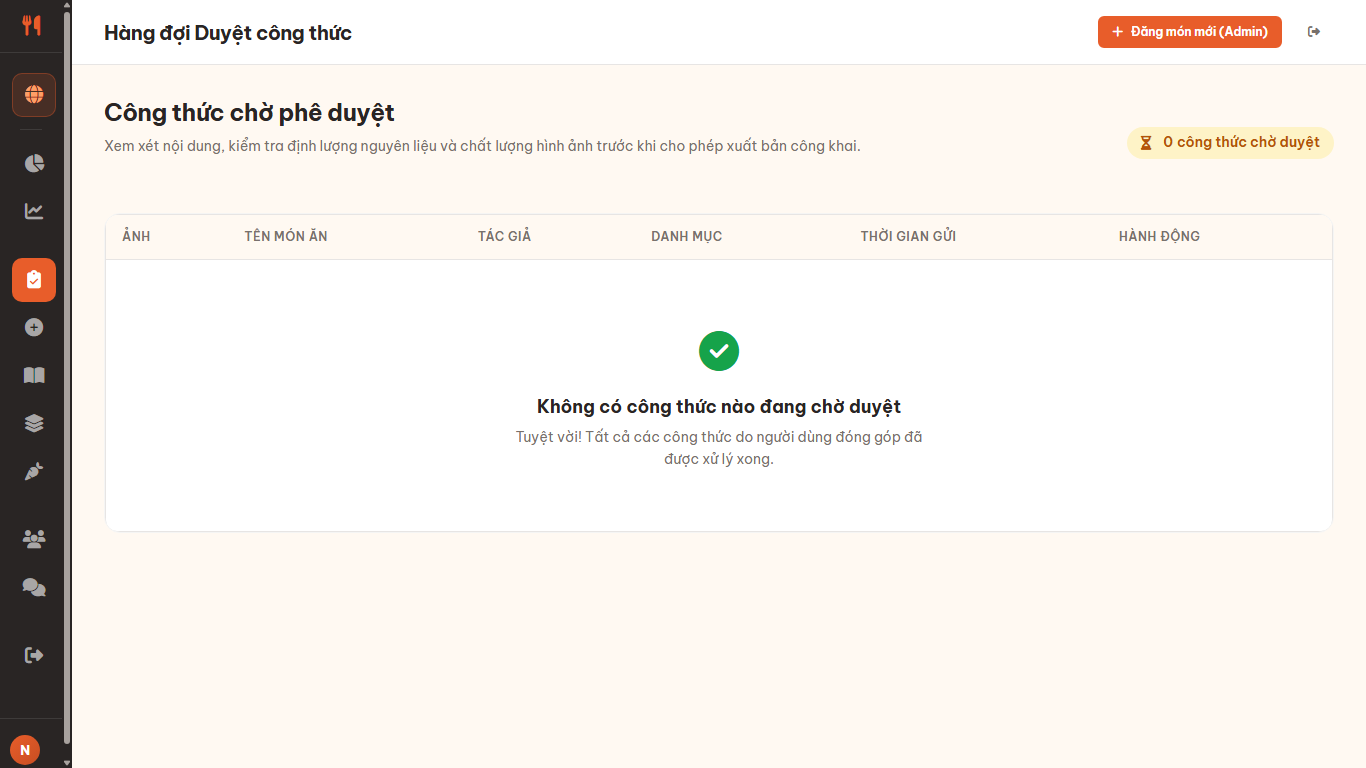 Hàng đợi Duyệt công thức
Đăng món mới (Admin)
Công thức chờ phê duyệt
Xem xét nội dung, kiểm tra định lượng nguyên liệu và chất lượng hình ảnh trước khi cho phép xuất bản công khai.
0 công thức chờ duyệt
ẢNH TÊN MÓN ĂN TÁC GIẢ DANH MỤC THỜI GIAN GỬI HÀNH ĐỘNG
Không có công thức nào đang chờ duyệt
Tuyệt vời! Tất cả các công thức do người dùng đóng góp đã
được xử lý xong.
N